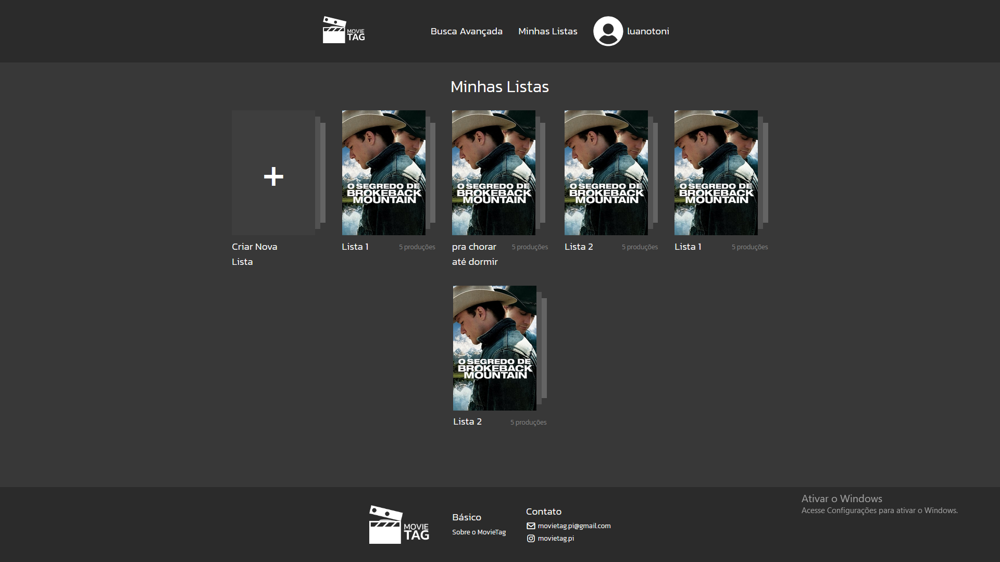 MOVIE
TAG
Busca Avançada
Minhas Listas
luanotoni
Minhas Listas
+
O SEGREDO DE
BROKEBACK
MOUNTAIN
O SEGREDO DE
BROKEBACK
MOUNTAIN
O SEGREDO DE
BROKEBACK
MOUNTAIN
O SEGREDO DE
BROKEBACK
MOUNTAIN
Criar Nova
Lista
Lista 1
5 produções
pra chorar
até dormir
5 produções
Lista 2
5 produções
Lista 1
5 produções
O SEGREDO DE
BROKEBACK
MOUNTAIN
Lista 2
5 produções
MOVIE
TAG
Básico
Sobre o MovieTag
Contato
movietag.pi@gmail.com
movietag.pi
Ativar o Windows
Acesse Configurações para ativar o Windows.